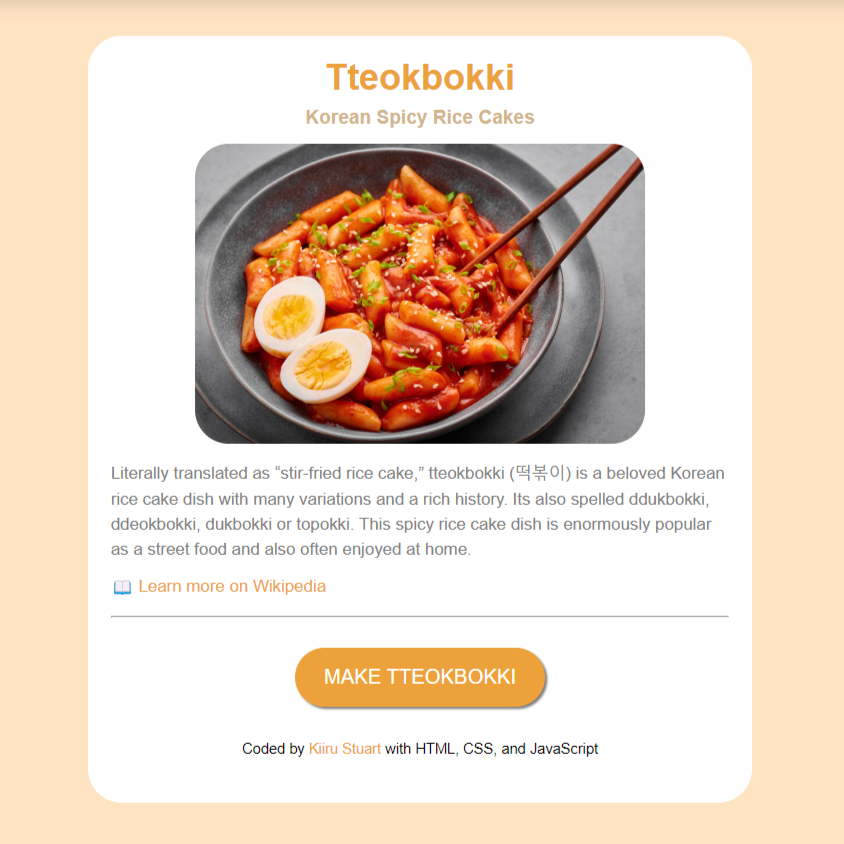 Tteokbokki
Korean Spicy Rice Cakes
Literally translated as “stir-fried rice cake,” tteokbokki (떡볶이) is a beloved Korean
rice cake dish with many variations and a rich history. Its also spelled ddukbokki,
ddeokbokki, dukbokki or topokki. This spicy rice cake dish is enormously popular
as a street food and also often enjoyed at home.
📖 Learn more on Wikipedia
MAKE TTEOKBOKKI
Coded by Kiiru Stuart with HTML, CSS, and JavaScript